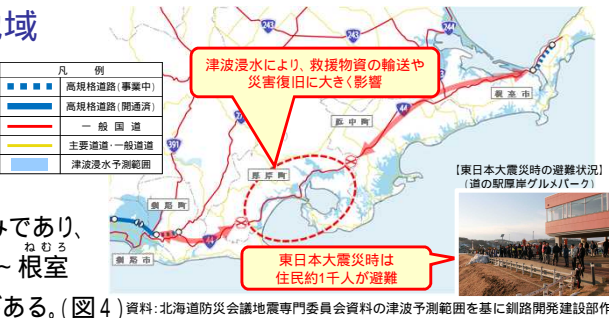 域
凡 例
高規格道路(事業中)
高規格道路(開通済)
一 般 国 道
主要道道・一般道道
津波浸水予測範囲
津波浸水により、救援物資の輸送や
災害復旧に大きく影響
243
243
44
391
44
根室市
浜中町
厚岸町
釧路町
釧路市
【東日本大震災時の避難状況】
(道の駅厚岸グルメパーク)
東日本大震災時は
住民約1千人が避難
みであり、
ねむろ
~根室
である。(図4)
資料:北海道防災会議地震専門委員会資料の津波予測範囲を基に釧路開発建設部作